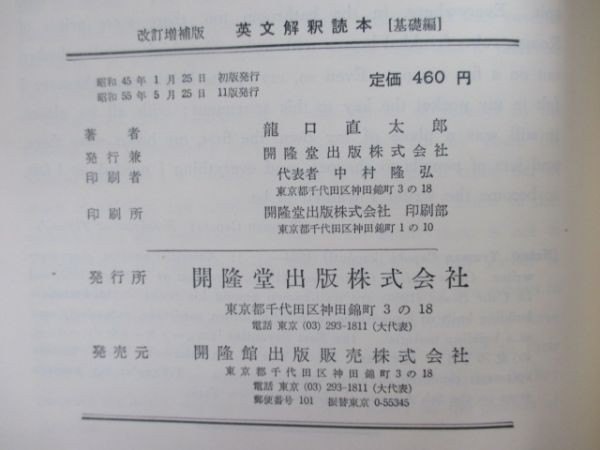 改訂増補版 英文解釈読本 [基礎編]
昭和45年1月25日 初版発行
昭和55年5月25日 11版発行
定価 460 円
著者 龍口直太郎
発行兼 開隆堂出版株式会社
印刷者 代表者 中村隆弘
東京都千代田区神田錦町3の18
印刷所 開隆堂出版株式会社 印刷部
東京都千代田区神田錦町1の10
発行所 開隆堂出版株式会社
東京都千代田区神田錦町 3 の 18
電話 東京 (03) 293-1811 (大代表)
発売元 開隆館出版販売株式会社
東京都千代田区神田錦町3の18
電話 東京 (03) 293-1811 (大代表)
郵便番号 101 振替東京 0-55345